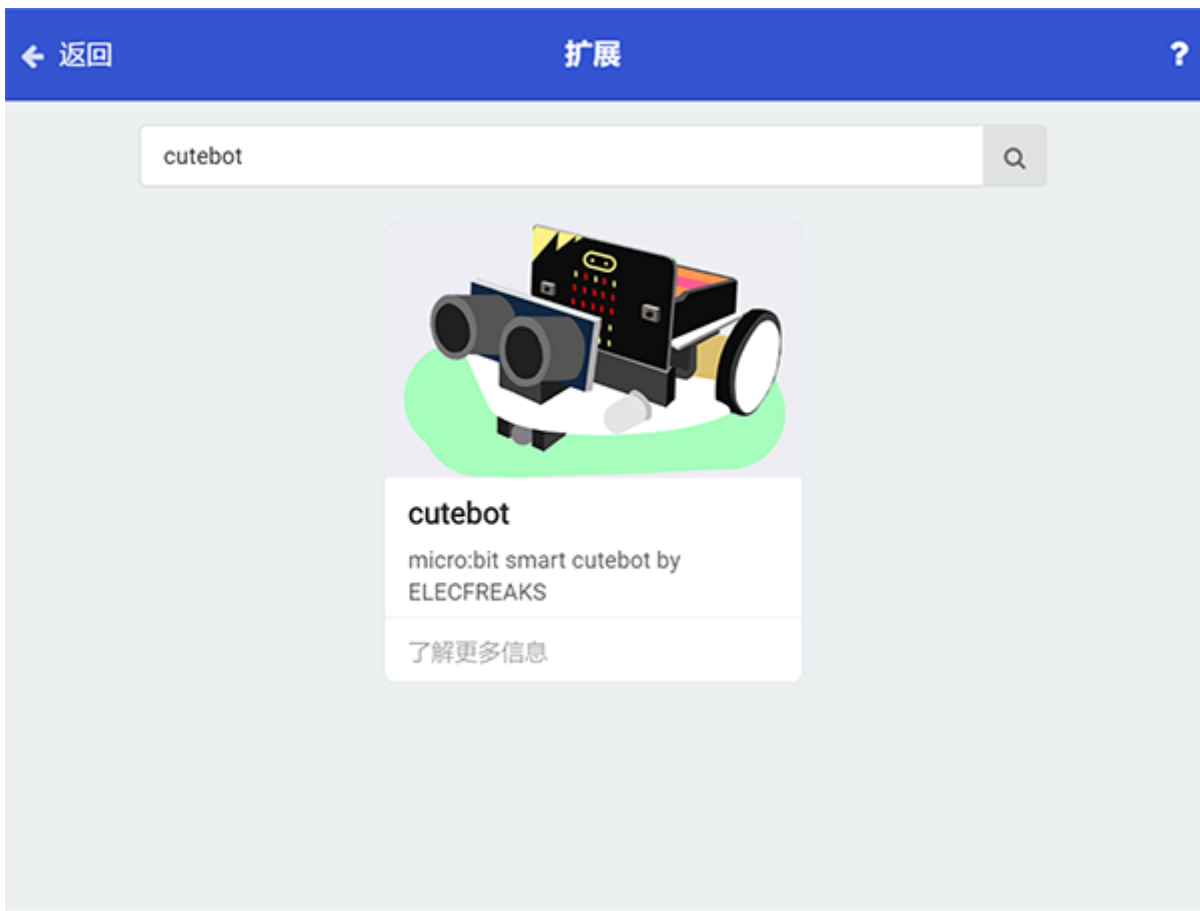 返回
扩展
?
cutebot
cutebot
micro:bit smart cutebot by
ELECFREAKS
了解更多信息